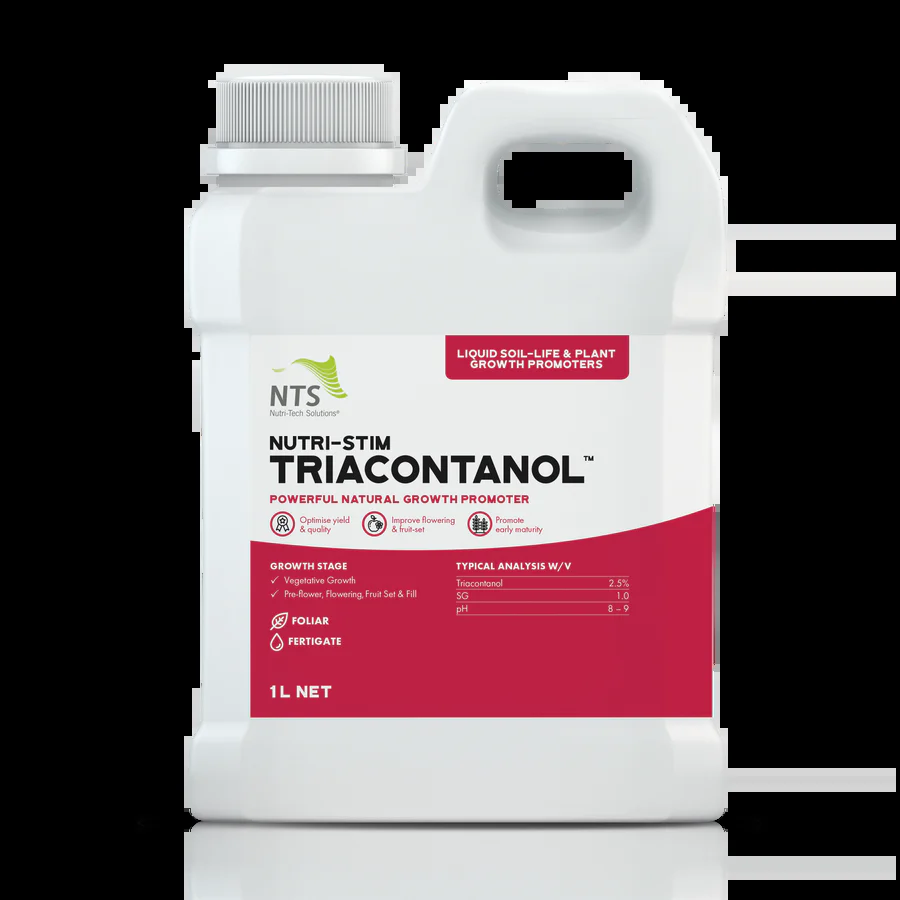 LIQUID SOIL-LIFE & PLANT
GROWTH PROMOTERS
NTS
Nutri-Tech Solutions®
NUTRI-STIM
TRIACONTANOL™
POWERFUL NATURAL GROWTH PROMOTER
Optimise yield
& quality
Improve flowering
& fruit-set
Promote
early maturity
GROWTH STAGE
✓ Vegetative Growth
✓ Pre-flower, Flowering, Fruit Set & Fill
FOLIAR
FERTIGATE
TYPICAL ANALYSIS W/V
Triacontanol 2.5%
SG 1.0
pH 8 – 9
1L NET